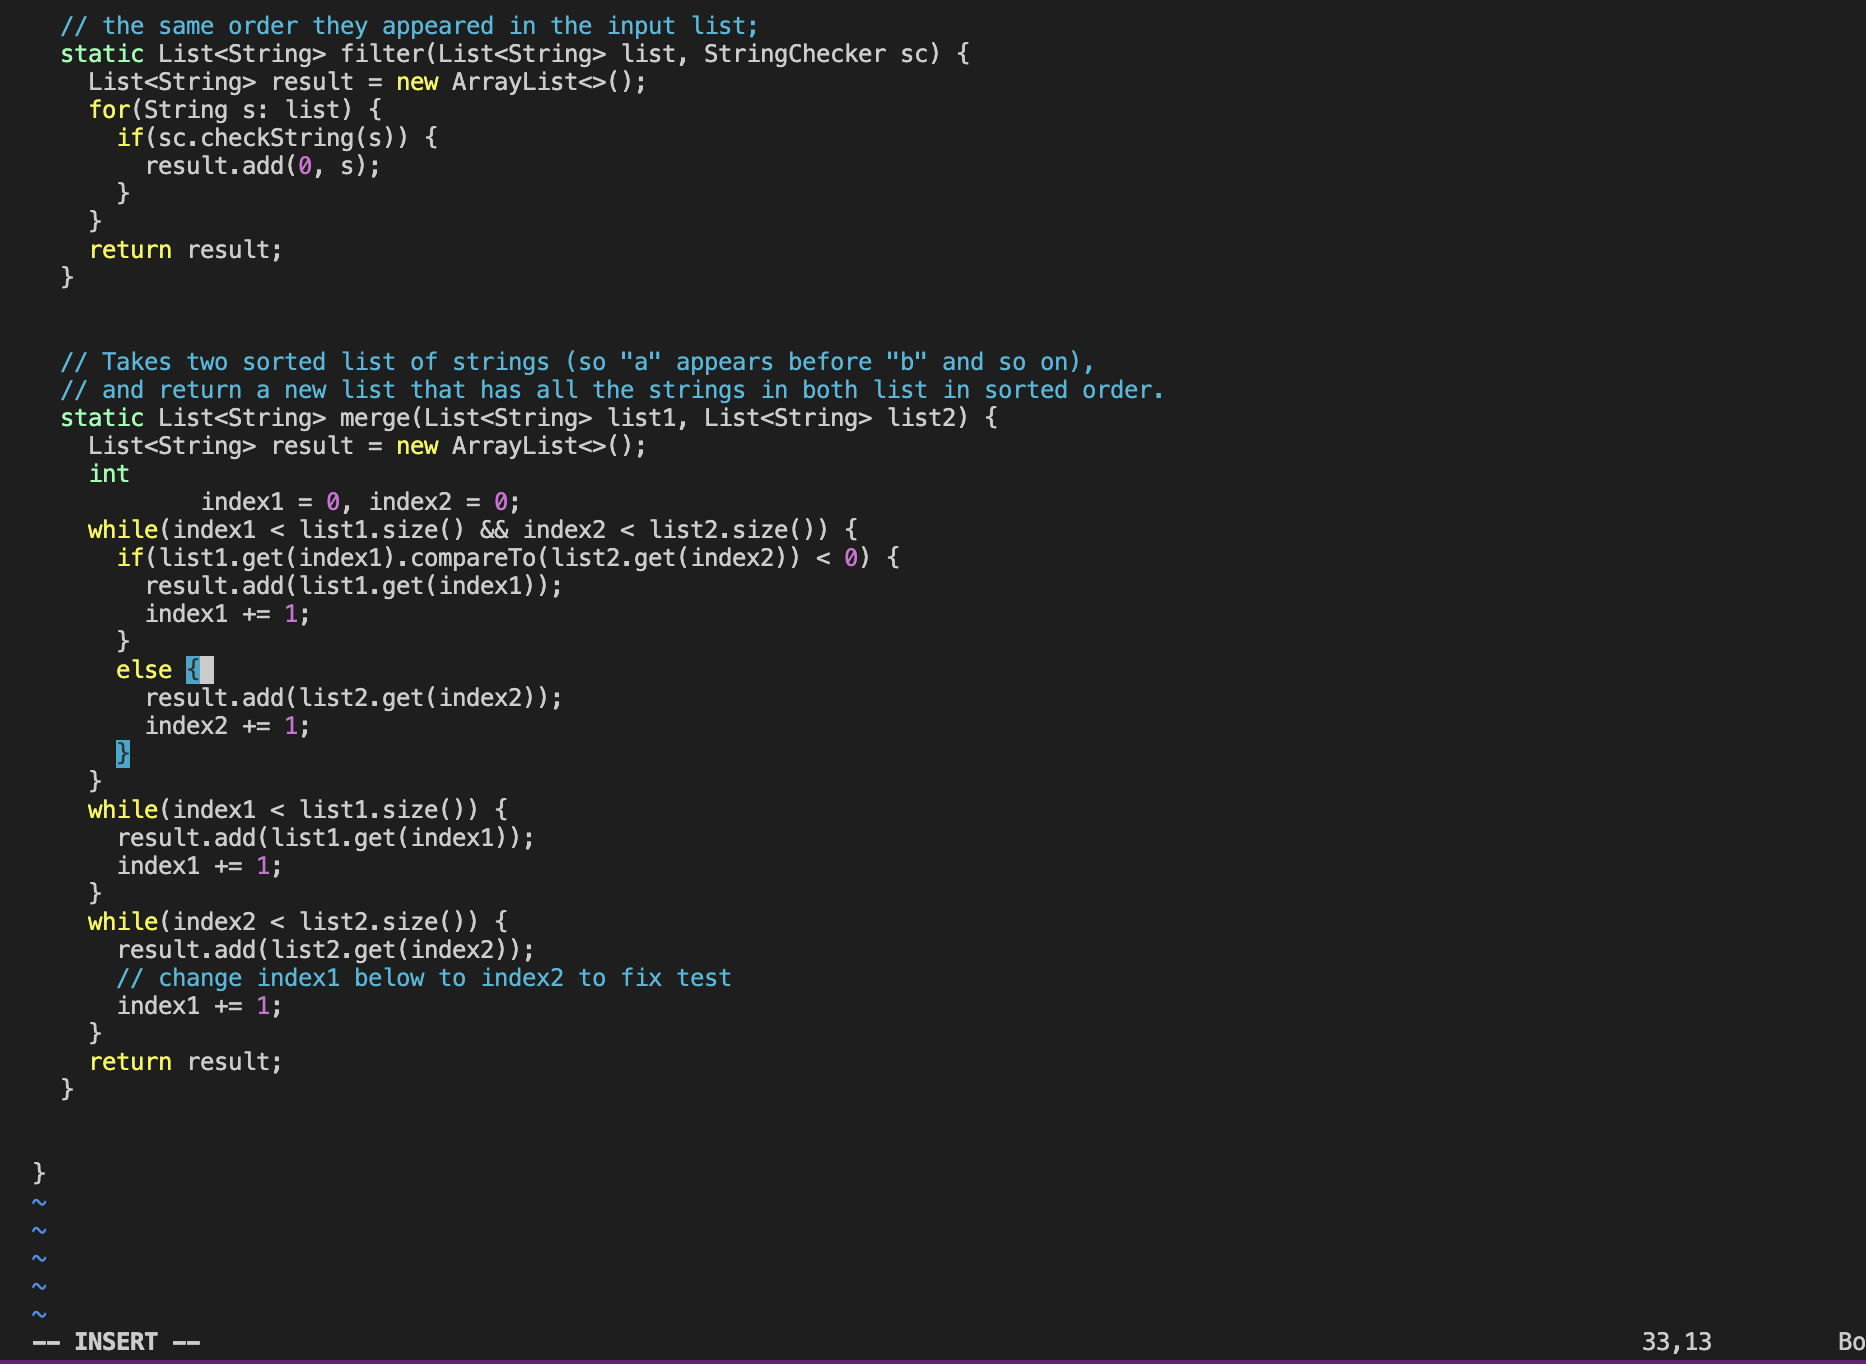 // the same order they appeared in the input list;
static List<String> filter(List<String> list, StringChecker sc) {
List<String> result = new ArrayList<>();
for(String s: list) {
if(sc.checkString(s)) {
result.add(0, s);
}
}
return result;
}
// Takes two sorted list of strings (so "a" appears before "b" and so on),
// and return a new list that has all the strings in both list in sorted order.
static List<String> merge(List<String> list1, List<String> list2) {
List<String> result = new ArrayList<>();
int
index1 = 0, index2 = 0;
while(index1 < list1.size() && index2 < list2.size()) {
if(list1.get(index1).compareTo(list2.get(index2)) < 0) {
result.add(list1.get(index1));
index1 += 1;
}
else {
result.add(list2.get(index2));
index2 += 1;
}
}
while(index1 < list1.size()) {
result.add(list1.get(index1));
index1 += 1;
}
while(index2 < list2.size()) {
result.add(list2.get(index2));
// change index1 below to index2 to fix test
index1 += 1;
}
return result;
}
}
~
~
~
~
~
-- INSERT -- 33,13 Bo